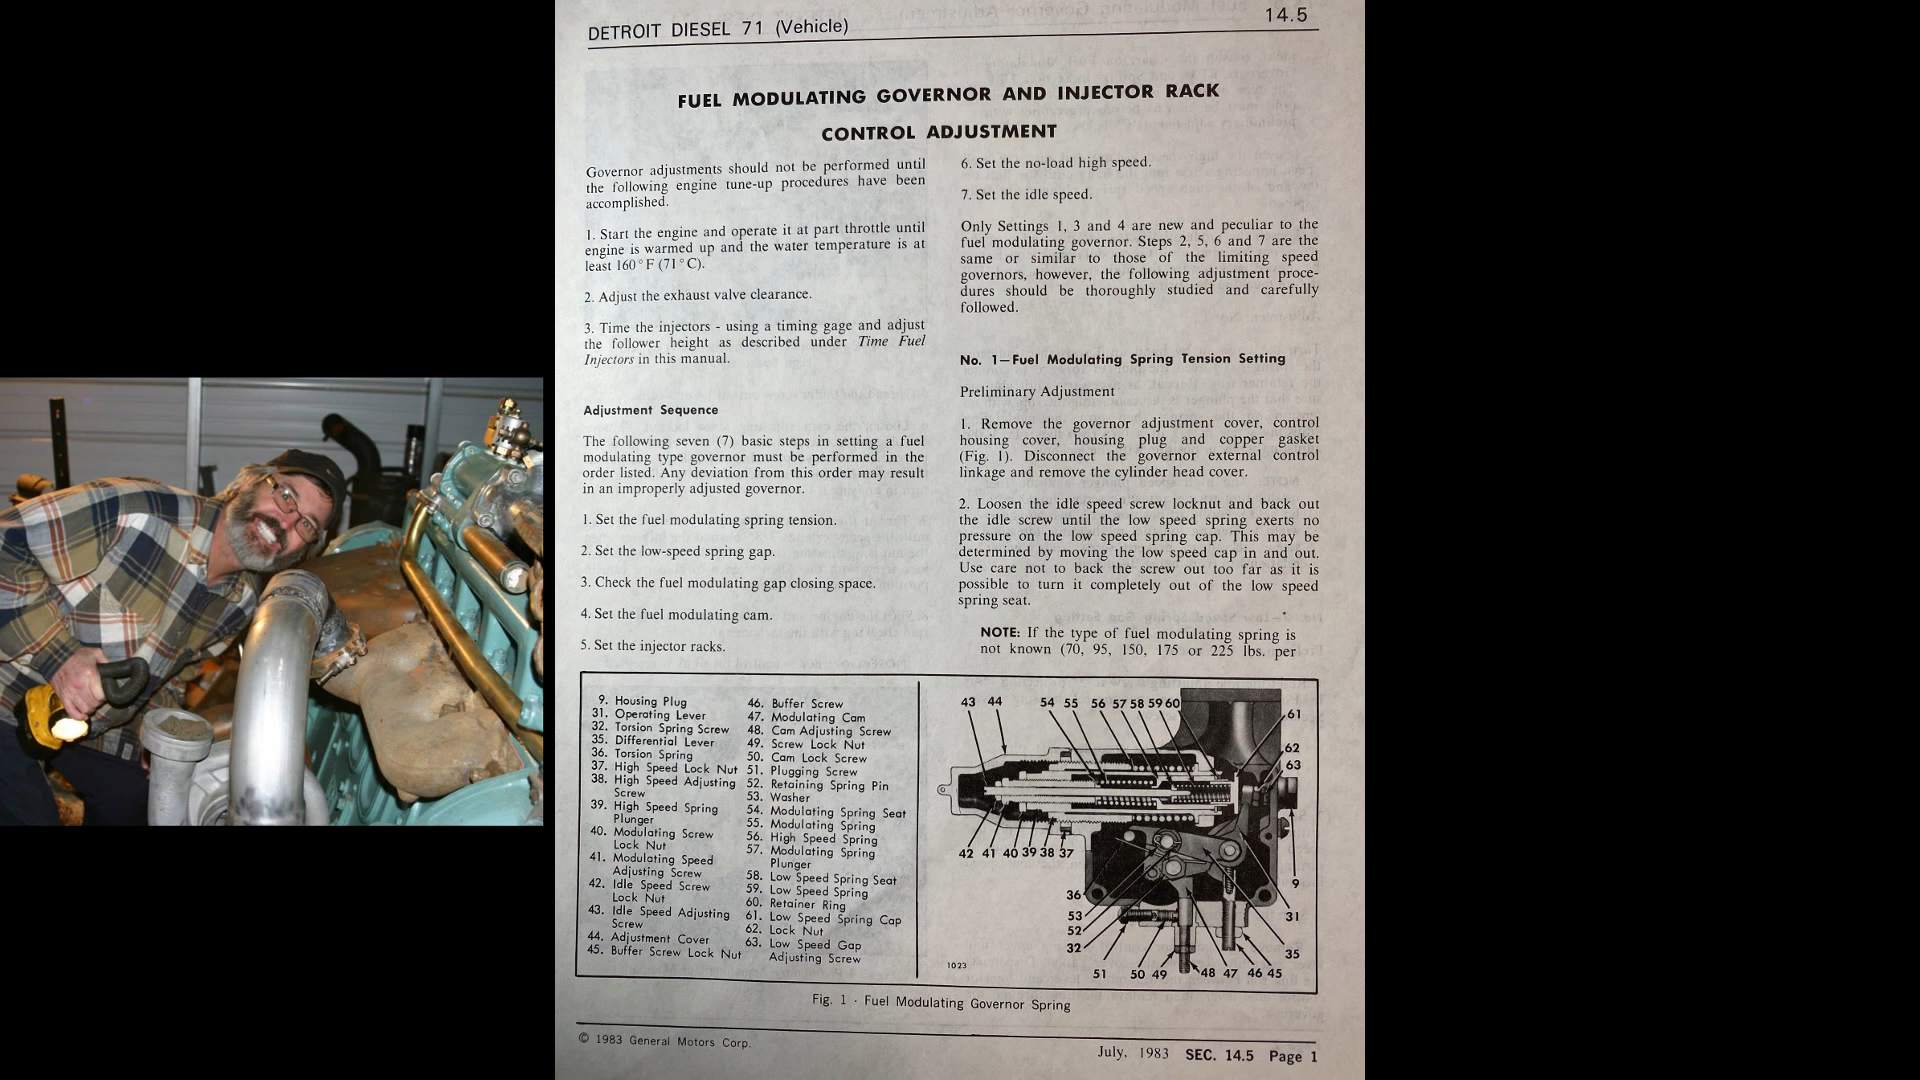 DETROIT DIESEL 71 (Vehicle)
14.5
FUEL MODULATING GOVERNOR AND INJECTOR RACK
CONTROL ADJUSTMENT
Governor adjustments should not be performed until
the following engine tune-up procedures have been
accomplished.
1. Start the engine and operate it at part throttle until
engine is warmed up and the water temperature is at
least 160°F (71°C).
2. Adjust the exhaust valve clearance.
3. Time the injectors - using a timing gage and adjust
the follower height as described under Time Fuel
Injectors in this manual.
Adjustment Sequence
The following seven (7) basic steps in setting a fuel
modulating type governor must be performed in the
order listed. Any deviation from this order may result
in an improperly adjusted governor.
1. Set the fuel modulating spring tension.
2. Set the low-speed spring gap.
3. Check the fuel modulating gap closing space.
4. Set the fuel modulating cam.
5. Set the injector racks.
6. Set the no-load high speed.
7. Set the idle speed.
Only Settings 1, 3 and 4 are new and peculiar to the
fuel modulating governor. Steps 2, 5, 6 and 7 are the
same or similar to those of the limiting speed
governors, however, the following adjustment proce-
dures should be thoroughly studied and carefully
followed.
No. 1—Fuel Modulating Spring Tension Setting
Preliminary Adjustment
1. Remove the governor adjustment cover, control
housing cover, housing plug and copper gasket
(Fig. 1). Disconnect the governor external control
linkage and remove the cylinder head cover.
2. Loosen the idle speed screw locknut and back out
the idle screw until the low speed spring exerts no
pressure on the low speed spring cap. This may be
determined by moving the low speed cap in and out.
Use care not to back the screw out too far as it is
possible to turn it completely out of the low speed
spring seat.
NOTE: If the type of fuel modulating spring is
not known (70, 95, 150, 175 or 225 lbs. per
9. Housing Plug
31. Operating Lever
32. Torsion Spring Screw
35. Differential Lever
36. Torsion Spring
37. High Speed Lock Nut
38. High Speed Adjusting
Screw
39. High Speed Spring
Plunger
40. Modulating Screw
Lock Nut
41. Modulating Speed
Adjusting Screw
42. Idle Speed Screw
Lock Nut
43. Idle Speed Adjusting
Screw
44. Adjustment Cover
45. Buffer Screw Lock Nut
46. Buffer Screw
47. Modulating Cam
48. Cam Adjusting Screw
49. Screw Lock Nut
50. Cam Lock Screw
51. Plugging Screw
52. Retaining Spring Pin
53. Washer
54. Modulating Spring Seat
55. Modulating Spring
56. High Speed Spring
57. Modulating Spring
Plunger
58. Low Speed Spring Seat
59. Low Speed Spring
60. Retainer Ring
61. Low Speed Spring Cap
62. Lock Nut
63. Low Speed Gap
Adjusting Screw
43 44 54 55 56 57 58 59 60
61
62
63
42 41 40 39 38 37
9
36
53
52
32
31
35
51 50 49 48 47 46 45
1023
Fig. 1 - Fuel Modulating Governor Spring
© 1983 General Motors Corp.
July, 1983 SEC. 14.5 Page 1